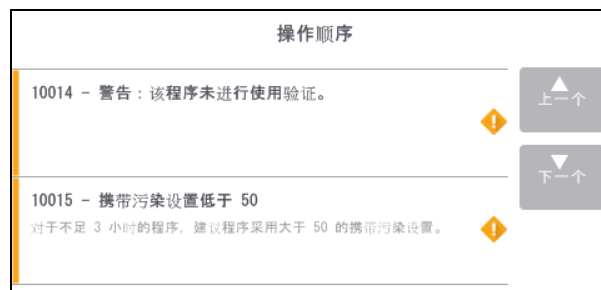 操作顺序
10014 - 警告：该程序未进行使用验证。
上一个
下一个
10015 - 携带污染设置低于 50
对于不足 3 小时的程序，建议程序采用大于 50 的携带污染设置。